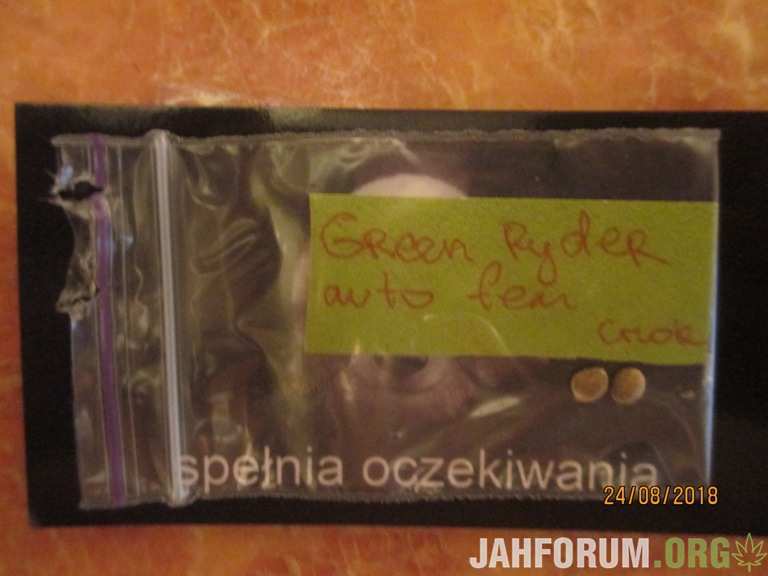 Green Ryder
auto fem
spełnia oczekiwania
24/08/2018
JAHFORUM.ORG